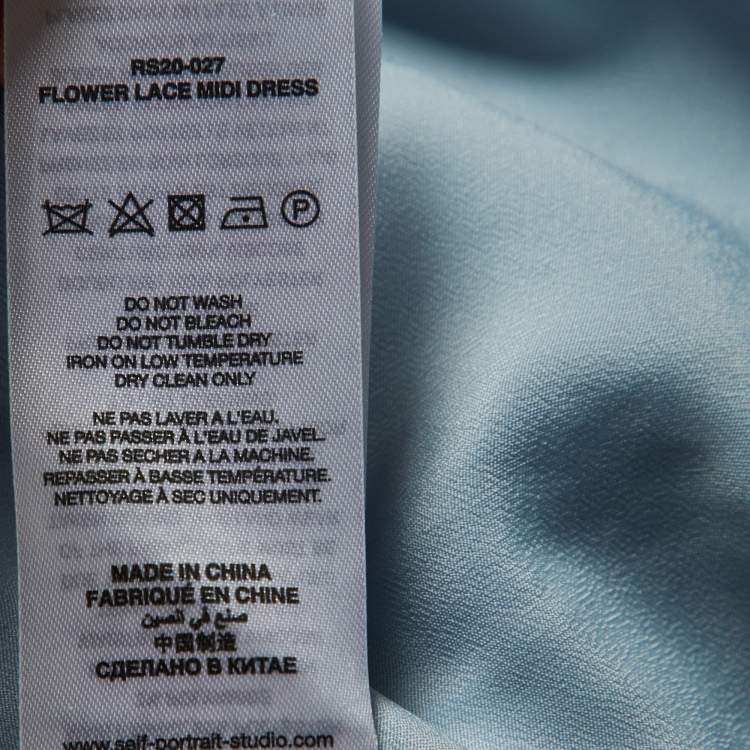 RS20-027
FLOWER LACE MIDI DRESS
P
DO NOT WASH
DO NOT BLEACH
DO NOT TUMBLE DRY
IRON ON LOW TEMPERATURE
DRY CLEAN ONLY
NE PAS LAVER A L'EAU.
NE PAS PASSER À L'EAU DE JAVEL.
NE PAS SECHER A LA MACHINE.
REPASSER À BASSE TEMPÉRATURE.
NETTOYAGE À SEC UNIQUEMENT.
MADE IN CHINA
FABRIQUÉ EN CHINE
صنع في الصين
中国制造
СДЕЛАНО В КИТАЕ
www.self-portrait-studio.com